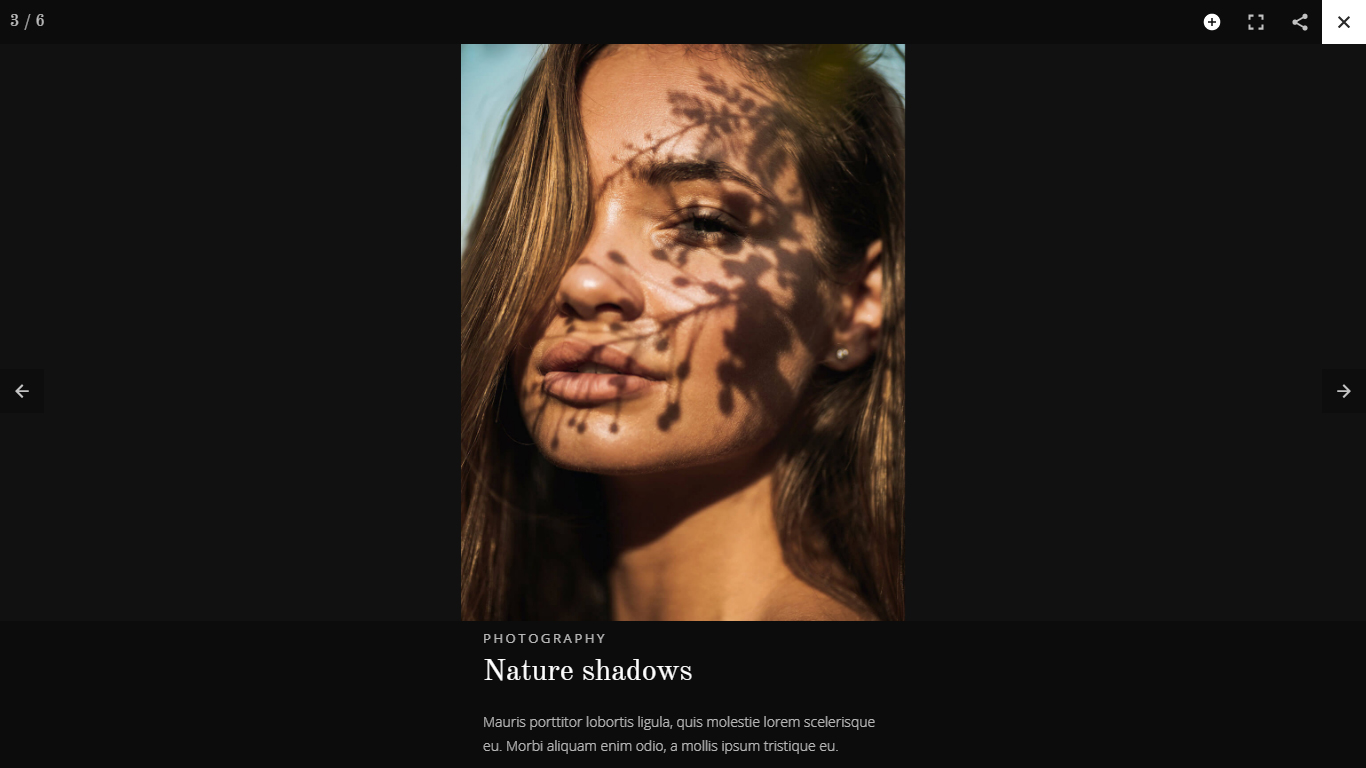 3 / 6
PHOTOGRAPHY
Nature shadows
Mauris porttitor lobortis ligula, quis molestie lorem scelerisque
eu. Morbi aliquam enim odio, a mollis ipsum tristique eu.